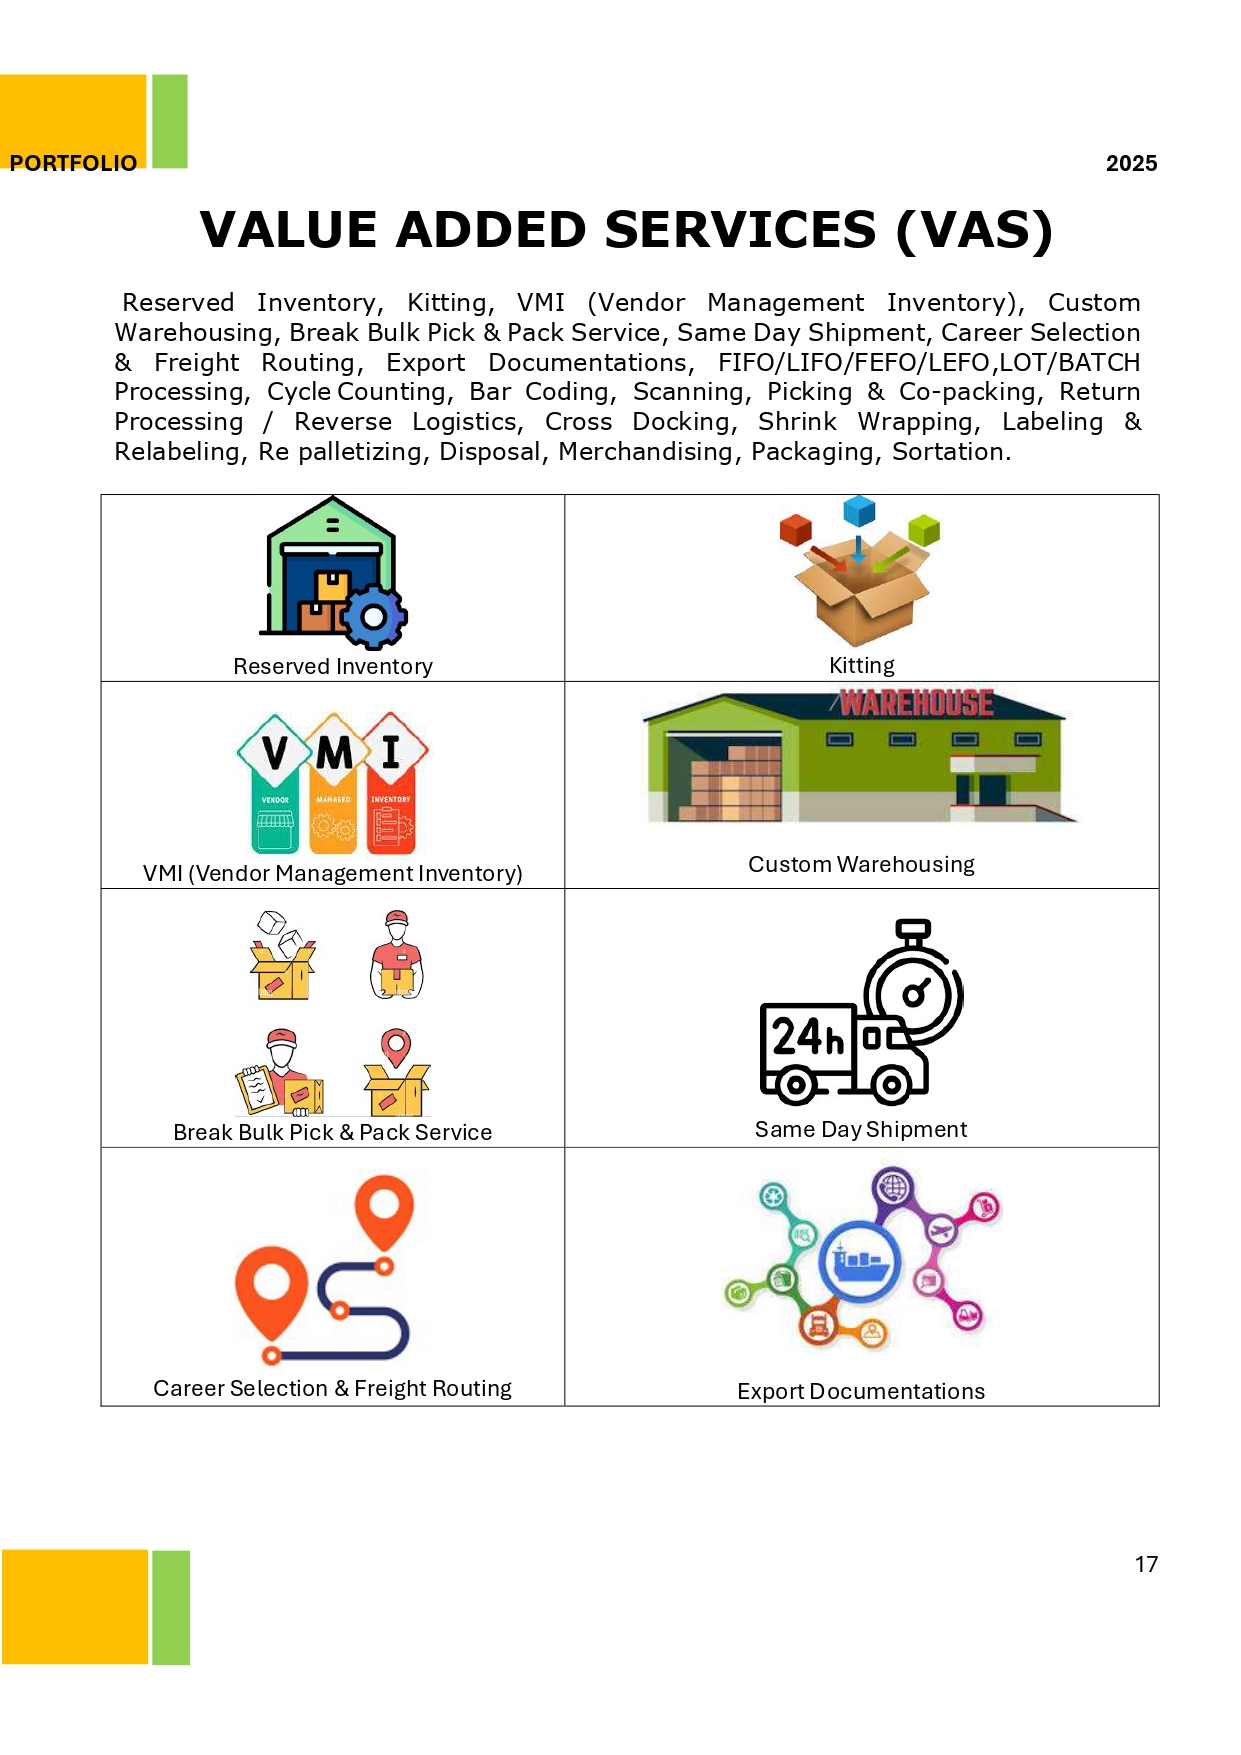 PORTFOLIO
2025
VALUE ADDED SERVICES (VAS)
Reserved Inventory, Kitting, VMI (Vendor Management Inventory), Custom
Warehousing, Break Bulk Pick & Pack Service, Same Day Shipment, Career Selection
& Freight Routing, Export Documentations, FIFO/LIFO/FEFO/LEFO,LOT/BATCH
Processing, Cycle Counting, Bar Coding, Scanning, Picking & Co-packing, Return
Processing / Reverse Logistics, Cross Docking, Shrink Wrapping, Labeling &
Relabeling, Re palletizing, Disposal, Merchandising, Packaging, Sortation.
Reserved Inventory
Kitting
V M I
VENDOR MANAGED INVENTORY
VMI (Vendor Management Inventory)
WAREHOUSE
Custom Warehousing
Break Bulk Pick & Pack Service
24h
Same Day Shipment
Career Selection & Freight Routing
Export Documentations
17